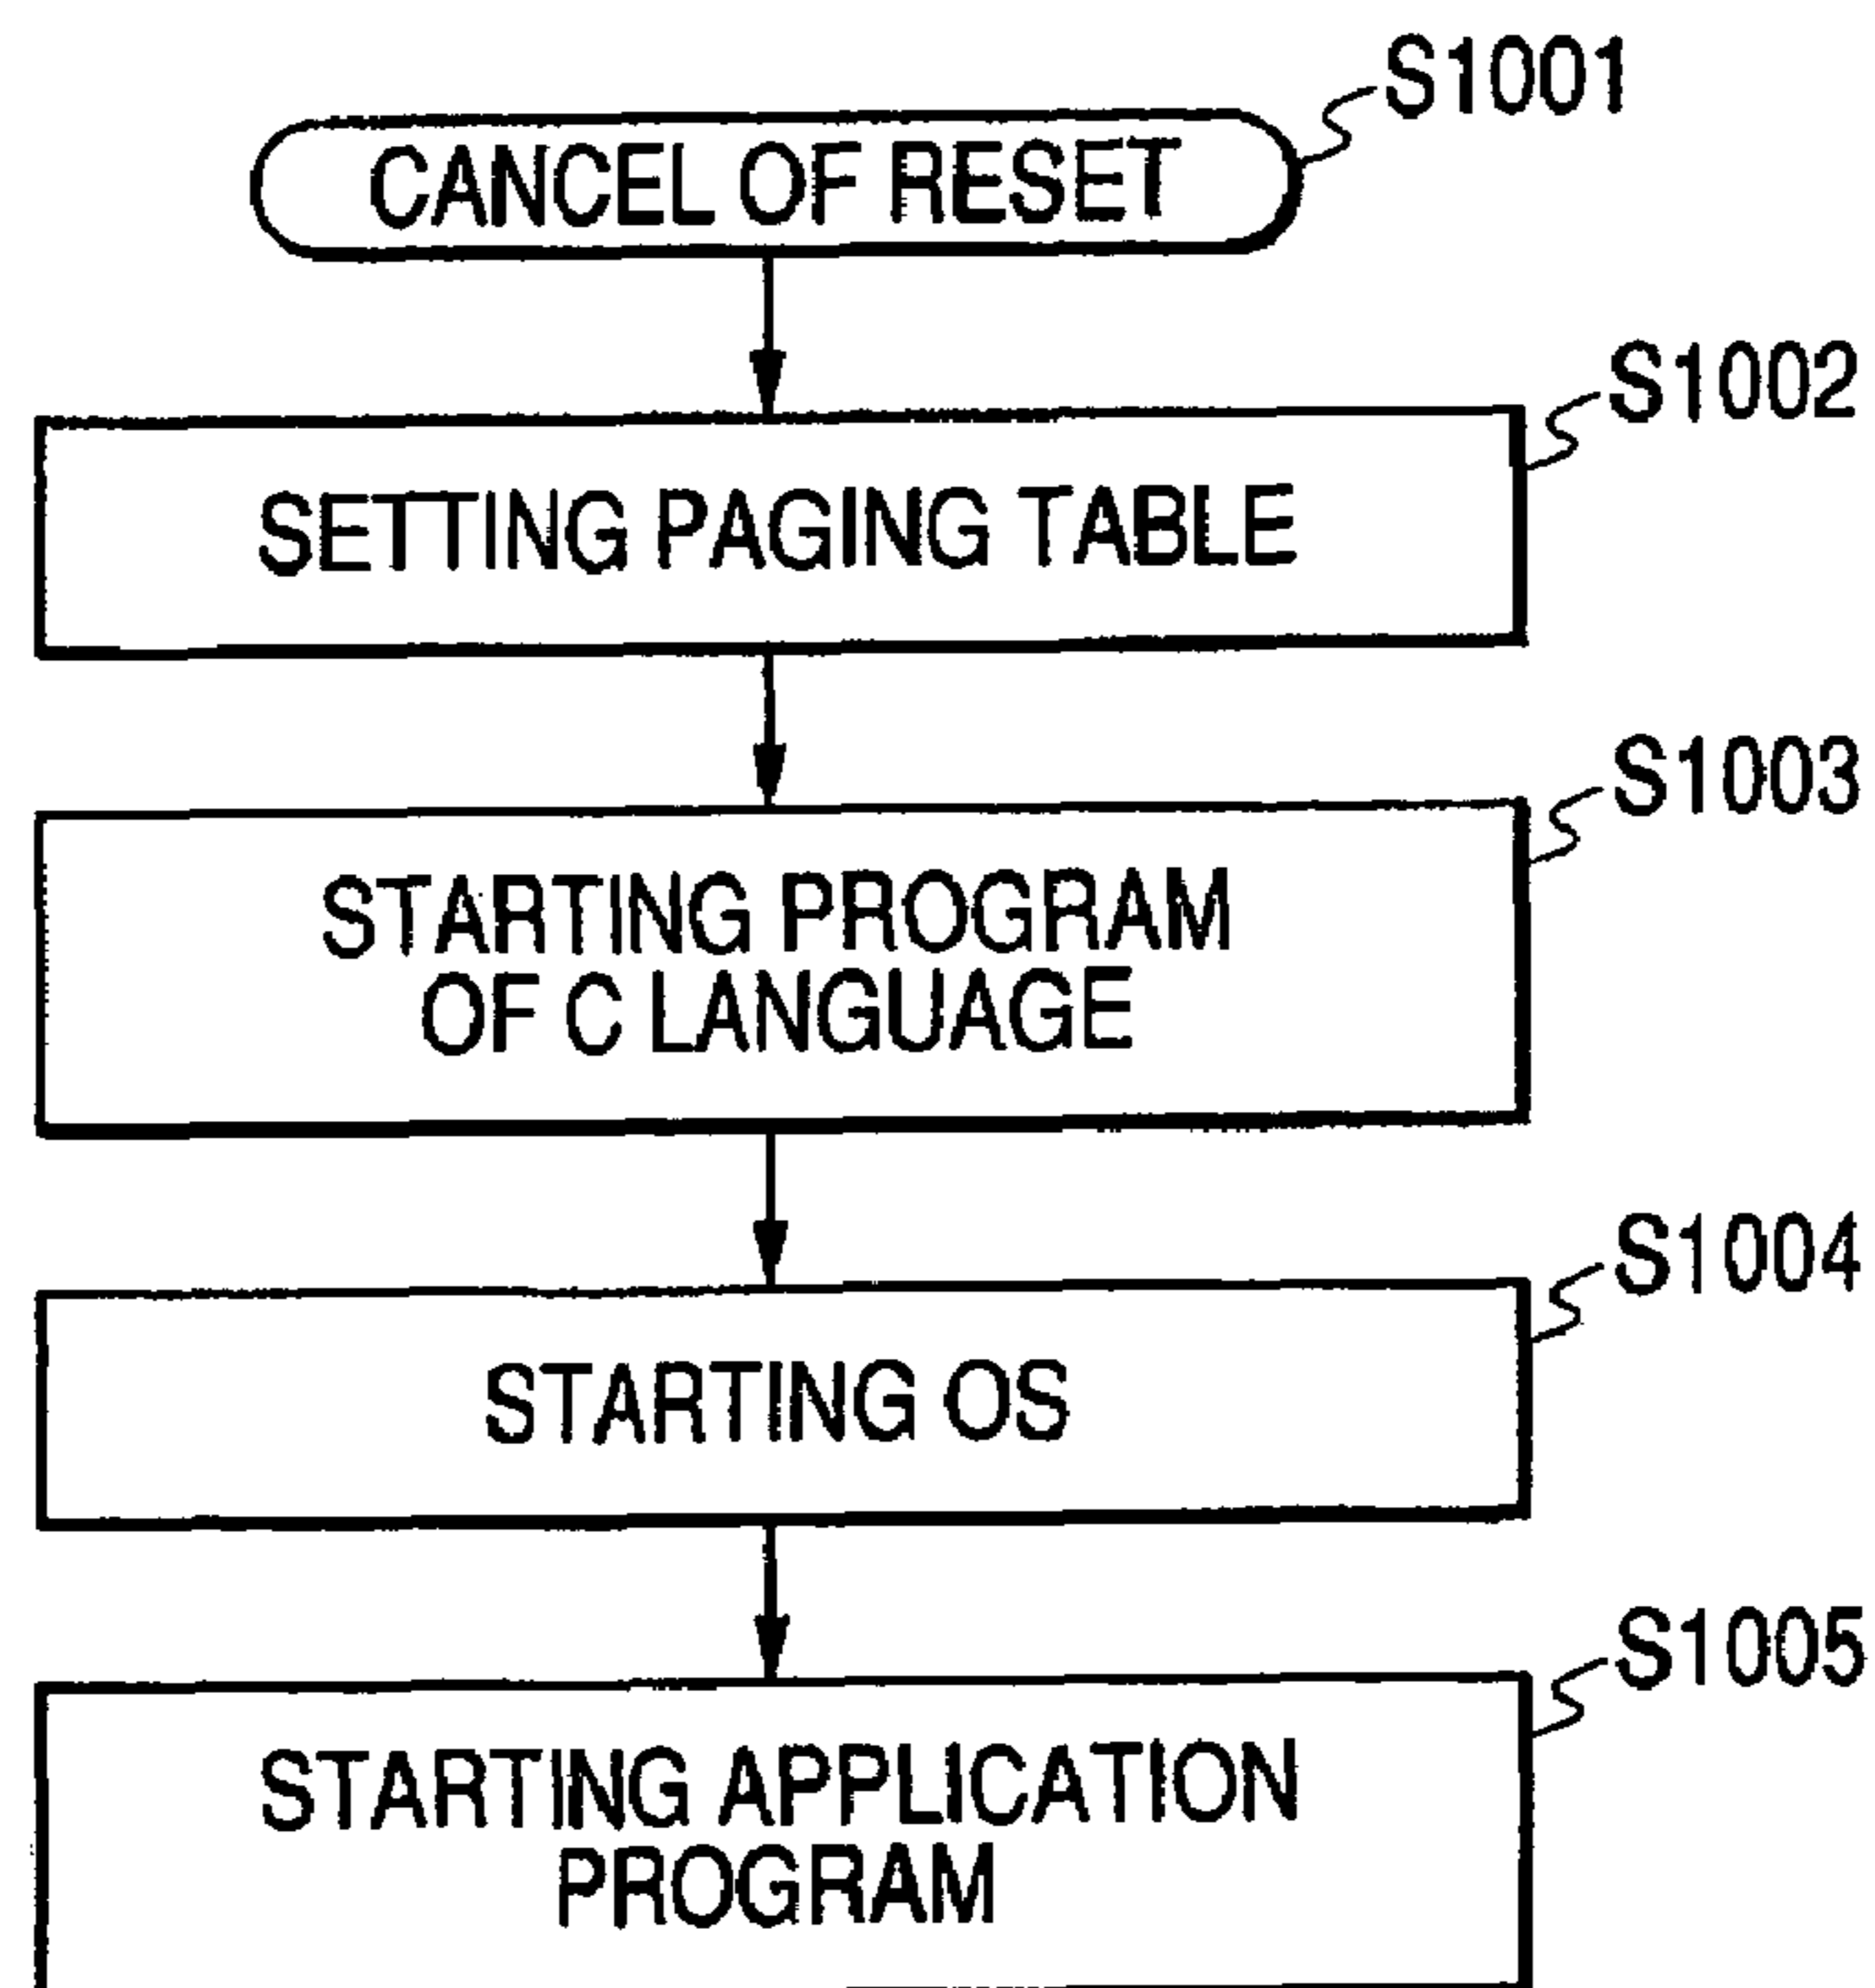 S1001
CANCEL OF RESET
S1002
SETTING PAGING TABLE
S1003
STARTING PROGRAM
OF C LANGUAGE
S1004
STARTING OS
S1005
STARTING APPLICATION
PROGRAM